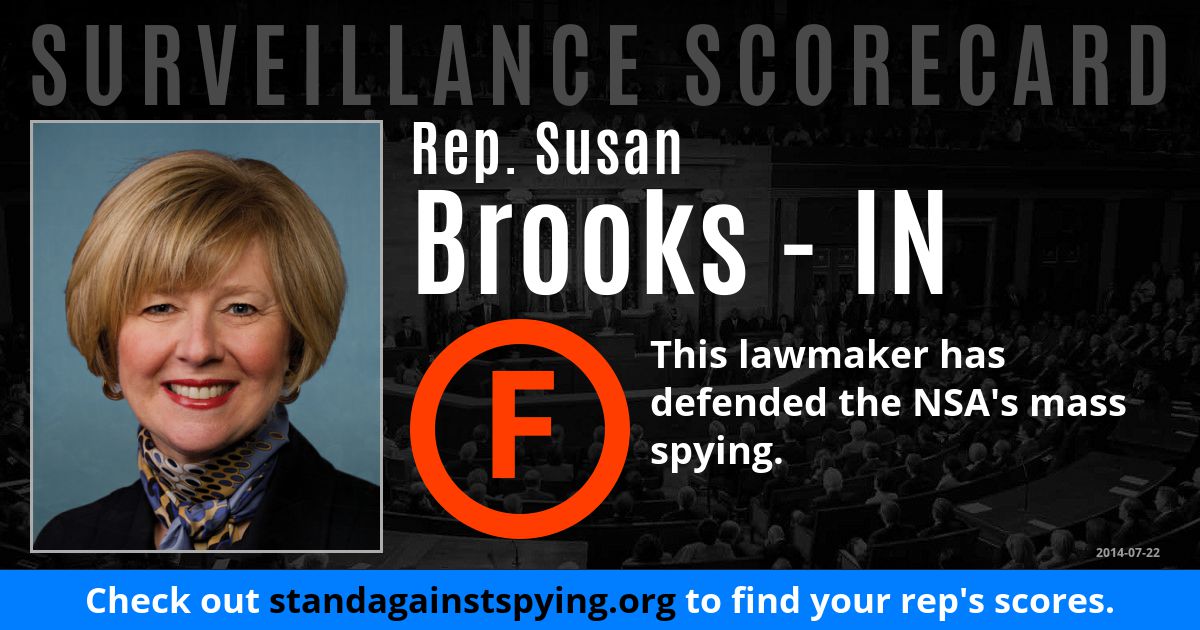 SURVEILLANCE SCORECARD
Rep. Susan
Brooks - IN
F
This lawmaker has
defended the NSA's mass
spying.
2014-07-22
Check out standagainstspying.org to find your rep's scores.